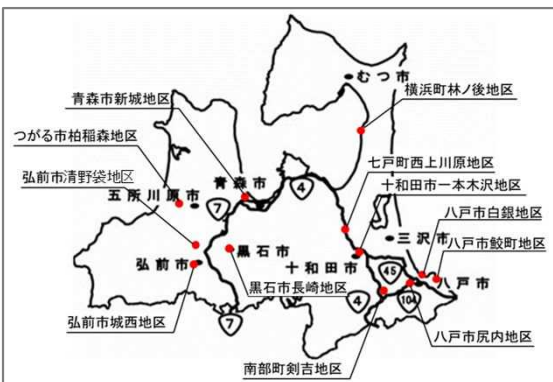 むつ市
横浜町林ノ後地区
青森市新城地区
つがる市柏稲森地区
弘前市清野袋地区
青森市
五所川原市
7
4
七戸町西上川原地区
十和田市一本木沢地区
八戸市白銀地区
三沢市
八戸市鮫町地区
黒石市
弘前市
十和田市
45
八戸市
黒石市長崎地区
4
104
弘前市城西地区
7
八戸市尻内地区
南部町剣吉地区